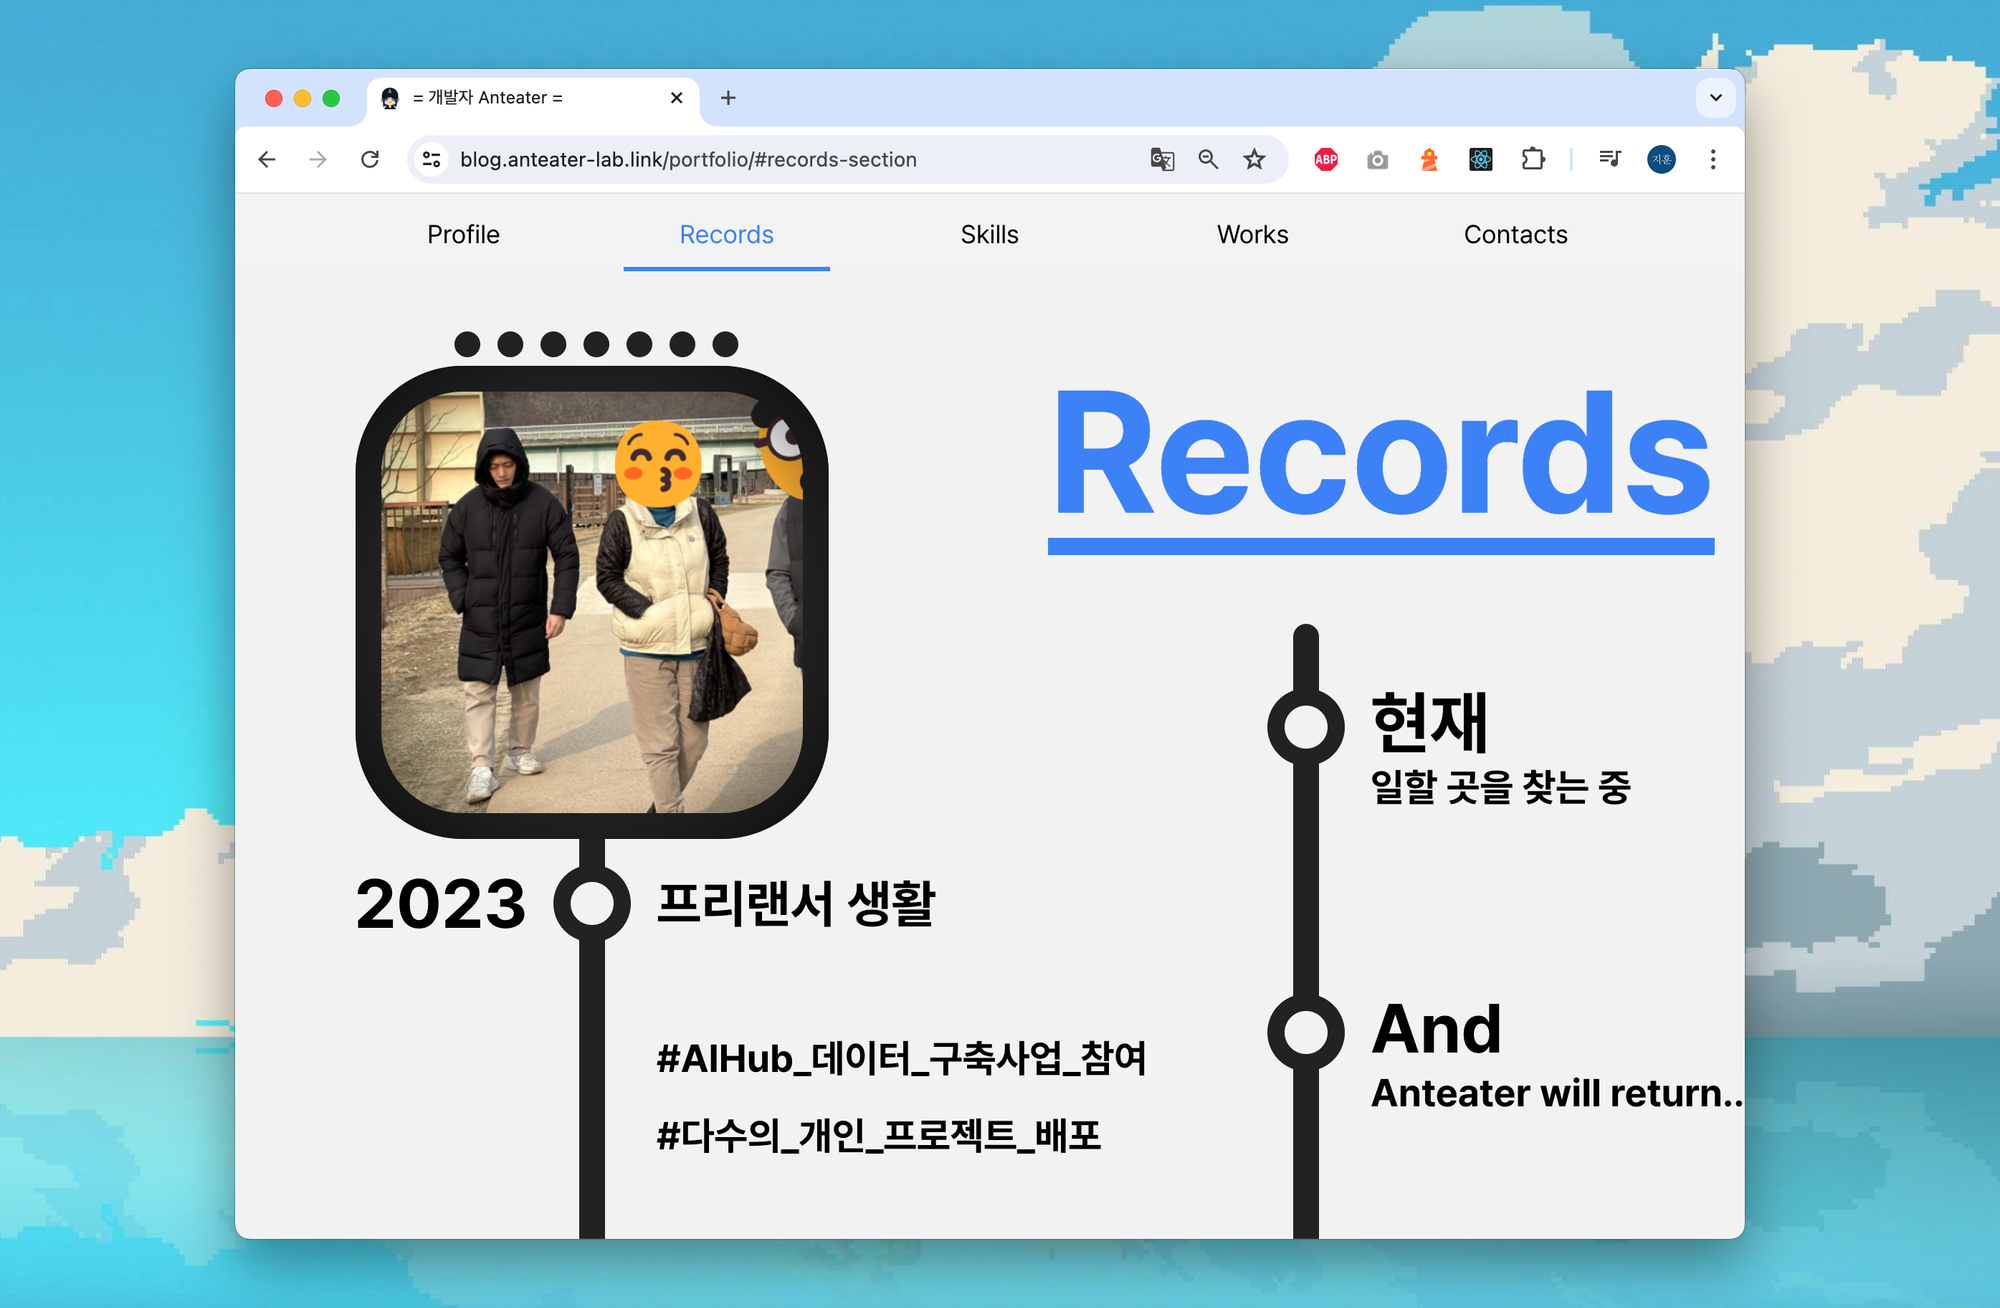 = 개발자 Anteater =
blog.anteater-lab.link/portfolio/#records-section
ABP
지훈
Profile
Records
Skills
Works
Contacts
Records
2023
프리랜서 생활
#AIHub_데이터_구축사업_참여
#다수의_개인_프로젝트_배포
현재
일할 곳을 찾는 중
And
Anteater will return..